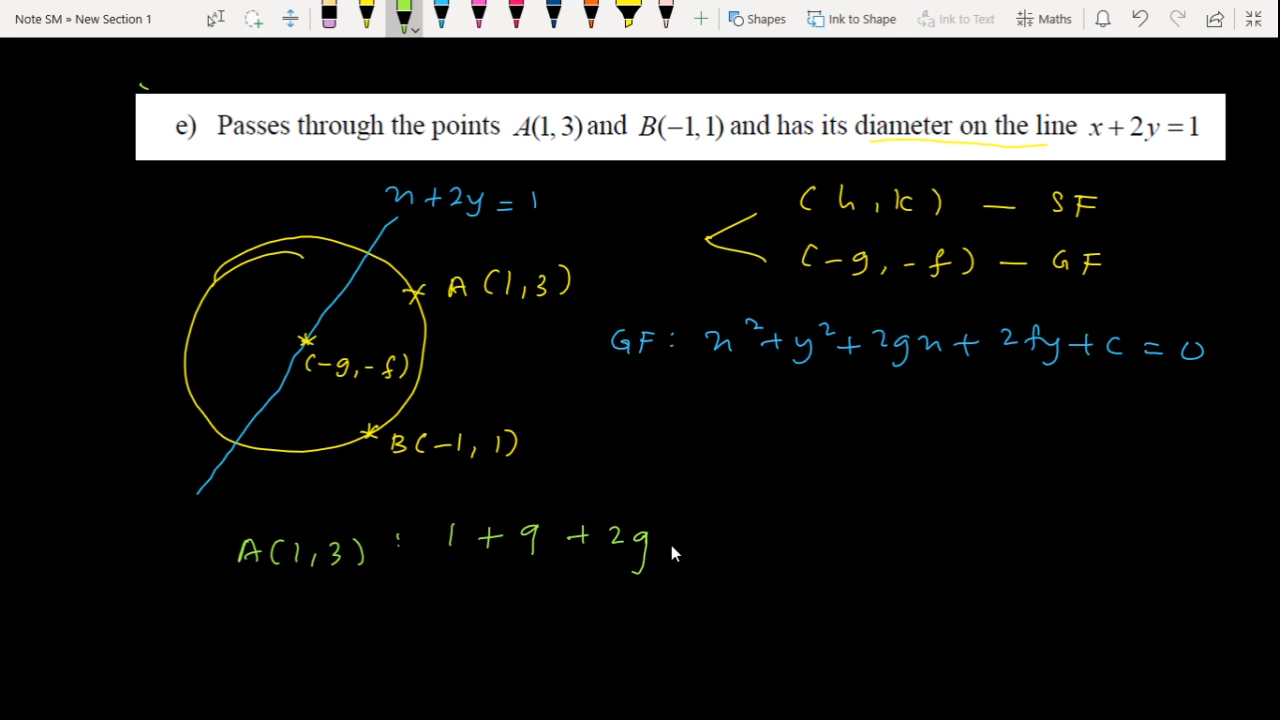 Note SM » New Section 1
Shapes
Ink to Shape
Ink to Text
Maths
e) Passes through the points A(1, 3) and B(−1, 1) and has its diameter on the line x + 2y = 1
x + 2y = 1
(h, k) — SF
(-g, -f) — GF
A (1, 3)
GF: x² + y² + 2gx + 2fy + c = 0
(-g, -f)
B(-1, 1)
A(1, 3) : 1 + 9 + 2g